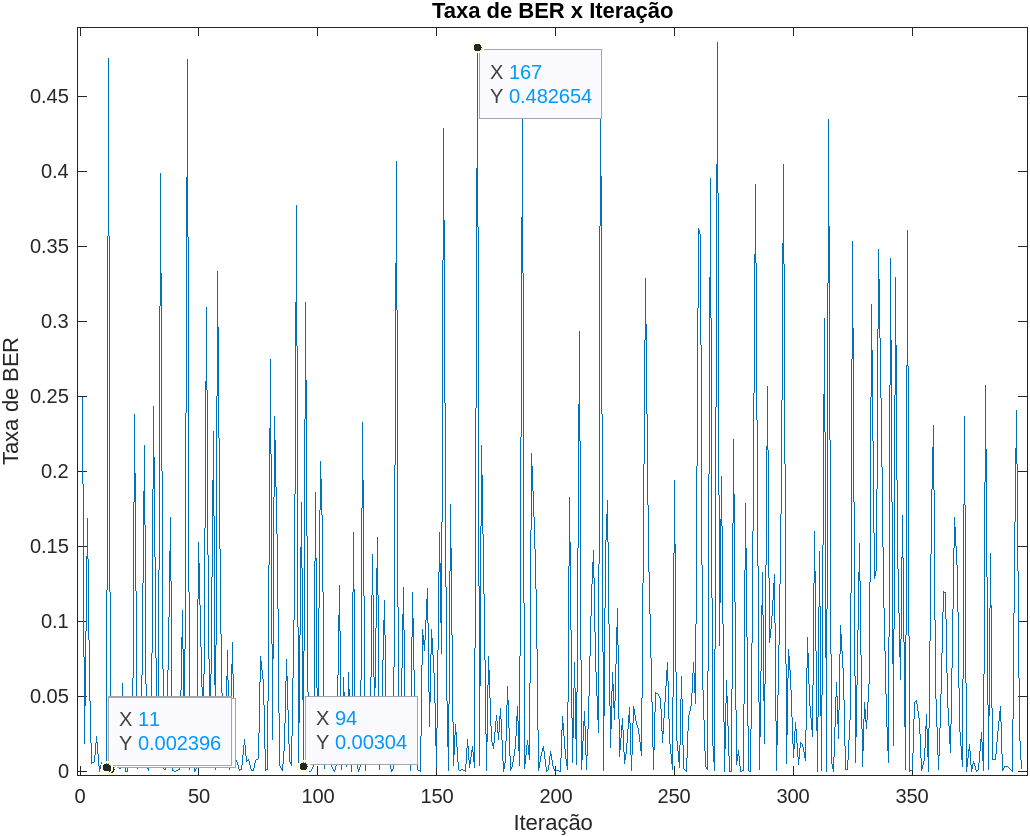 Taxa de BER x Iteração
Taxa de BER
0.45
0.4
0.35
0.3
0.25
0.2
0.15
0.1
0.05
0
X 167
Y 0.482654
X 11
Y 0.002396
X 94
Y 0.00304
0 50 100 150 200 250 300 350
Iteração